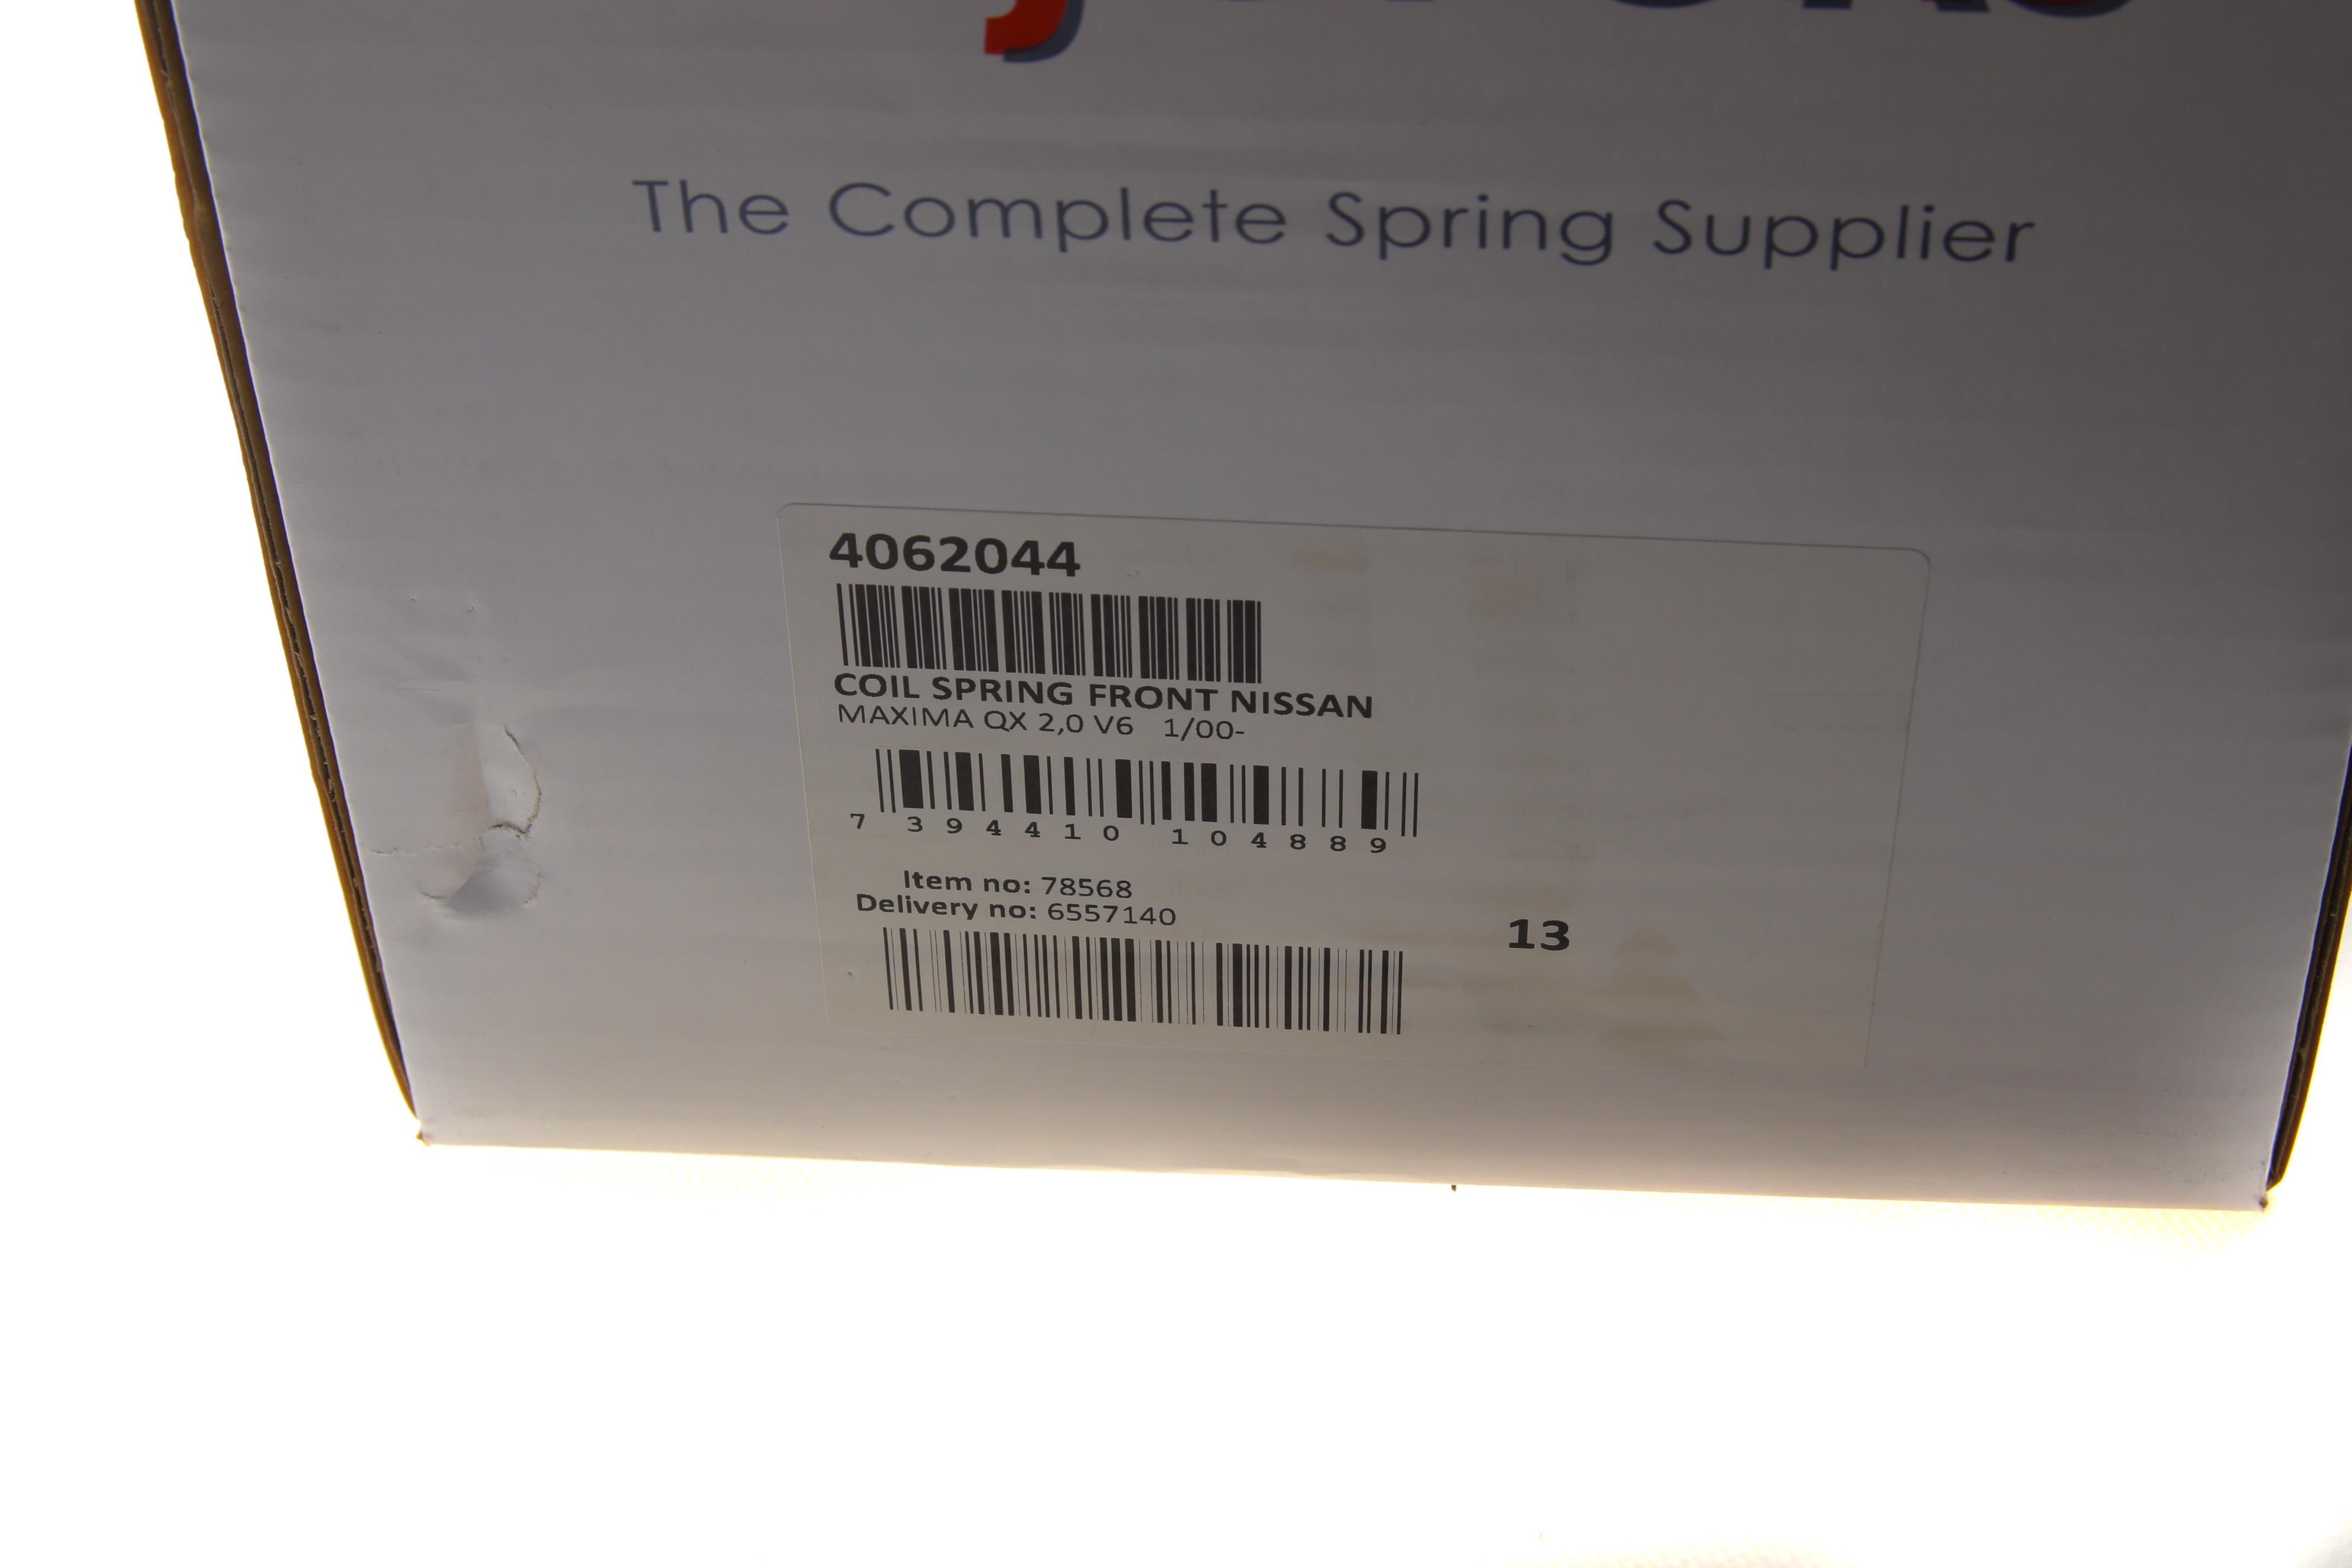 The Complete Spring Supplier
4062044
COIL SPRING FRONT NISSAN
MAXIMA QX 2,0 V6 1/00-
7 394410 104889
Item no: 78568
Delivery no: 6557140
13